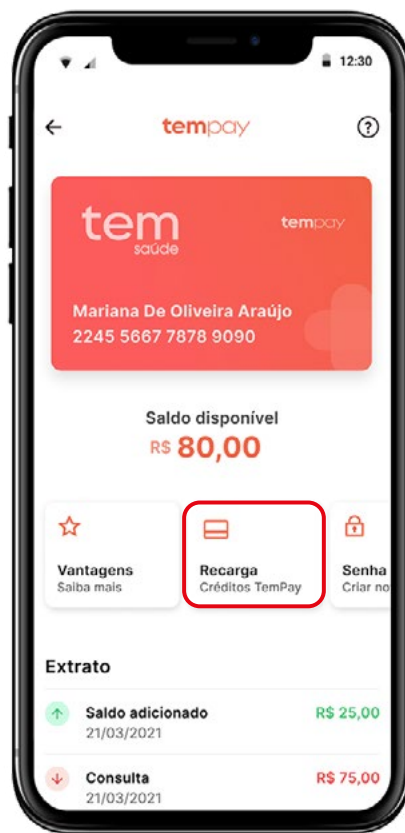 12:30
tempay
?
tem
saúde
tempay
Mariana De Oliveira Araújo
2245 5667 7878 9090
Saldo disponível
R$ 80,00
Vantagens
Saiba mais
Recarga
Créditos TemPay
Senha
Criar no
Extrato
Saldo adicionado
R$ 25,00
21/03/2021
Consulta
R$ 75,00
21/03/2021